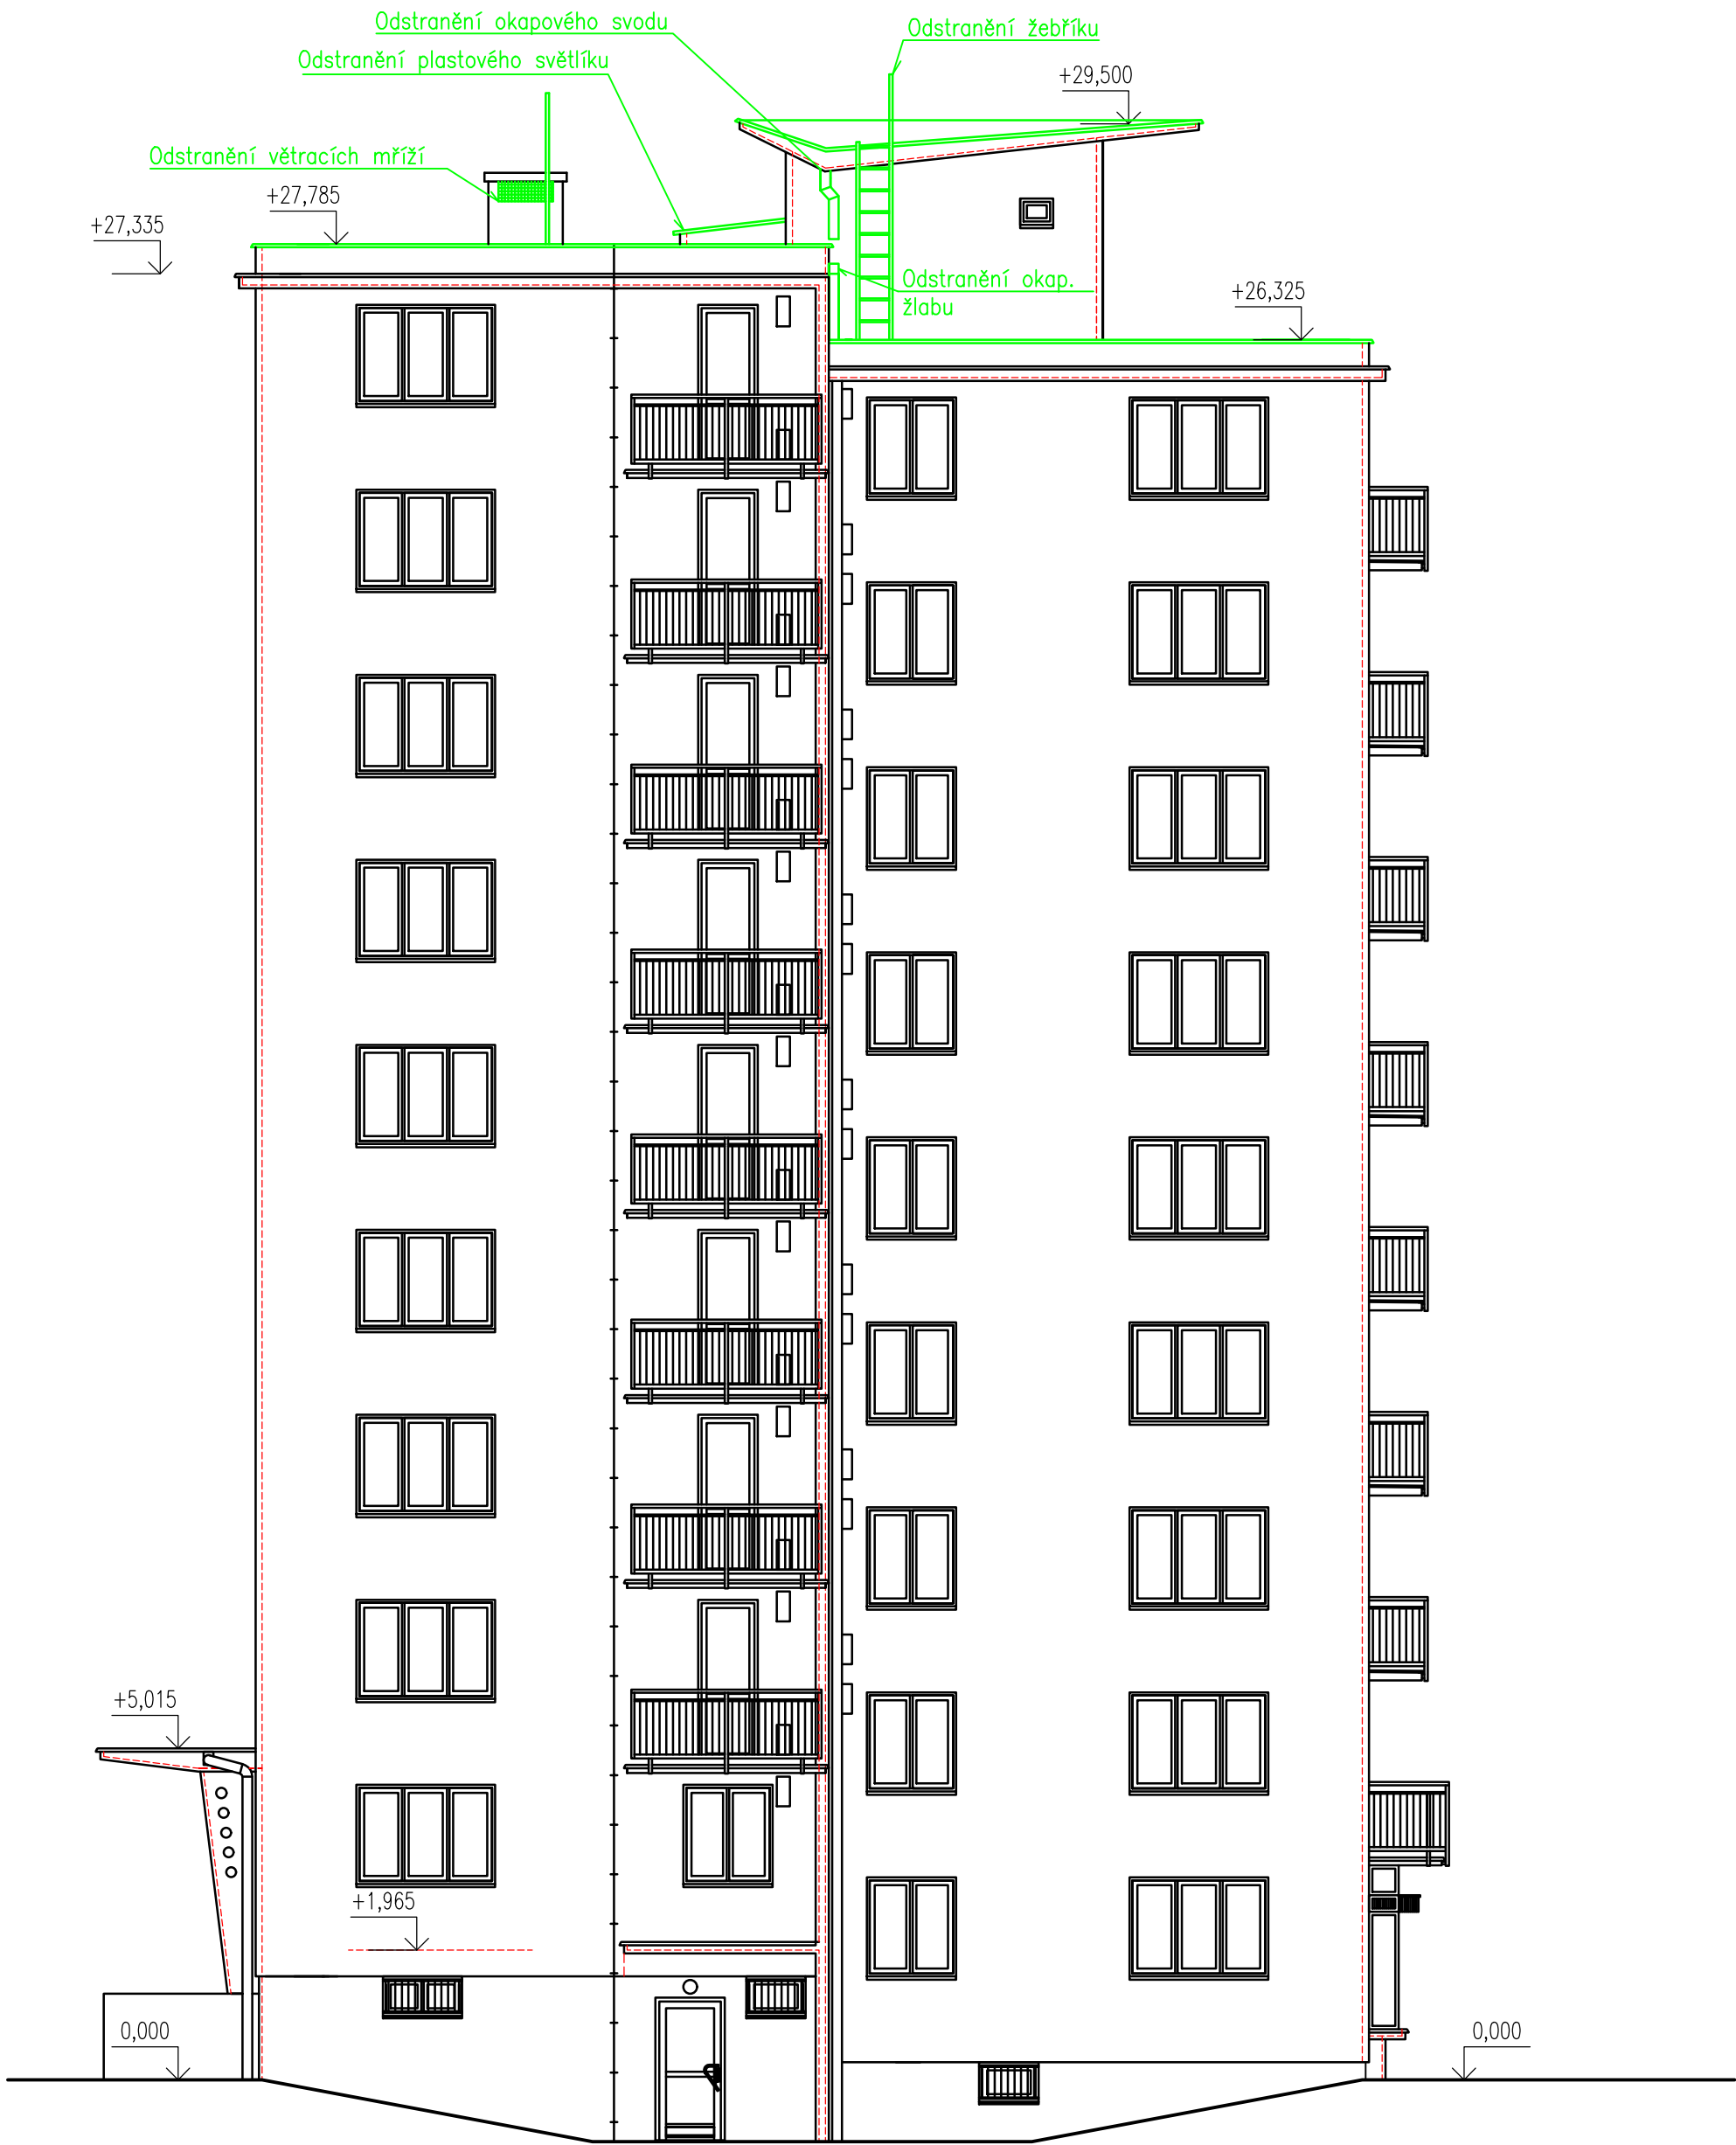 Odstranění okapového svodu
Odstranění žebříku
Odstranění plastového světlíku
+29,500
Odstranění větracích mříží
+27,785
+27,335
Odstranění okap.
žlabu
+26,325
+5,015
+1,965
0,000
0,000